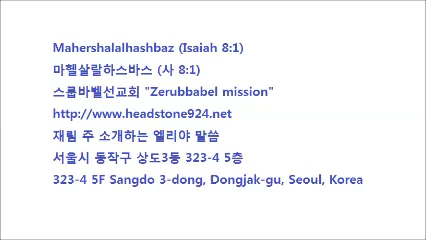 Mahershalalhashbaz (Isaiah 8:1)
마헬살랄하스바스 (사 8:1)
스룹바벨선교회 "Zerubbabel mission"
http://www.headstone924.net
재림 주 소개하는 엘리야 말씀
서울시 동작구 상도3동 323-4 5층
323-4 5F Sangdo 3-dong, Dongjak-gu, Seoul, Korea